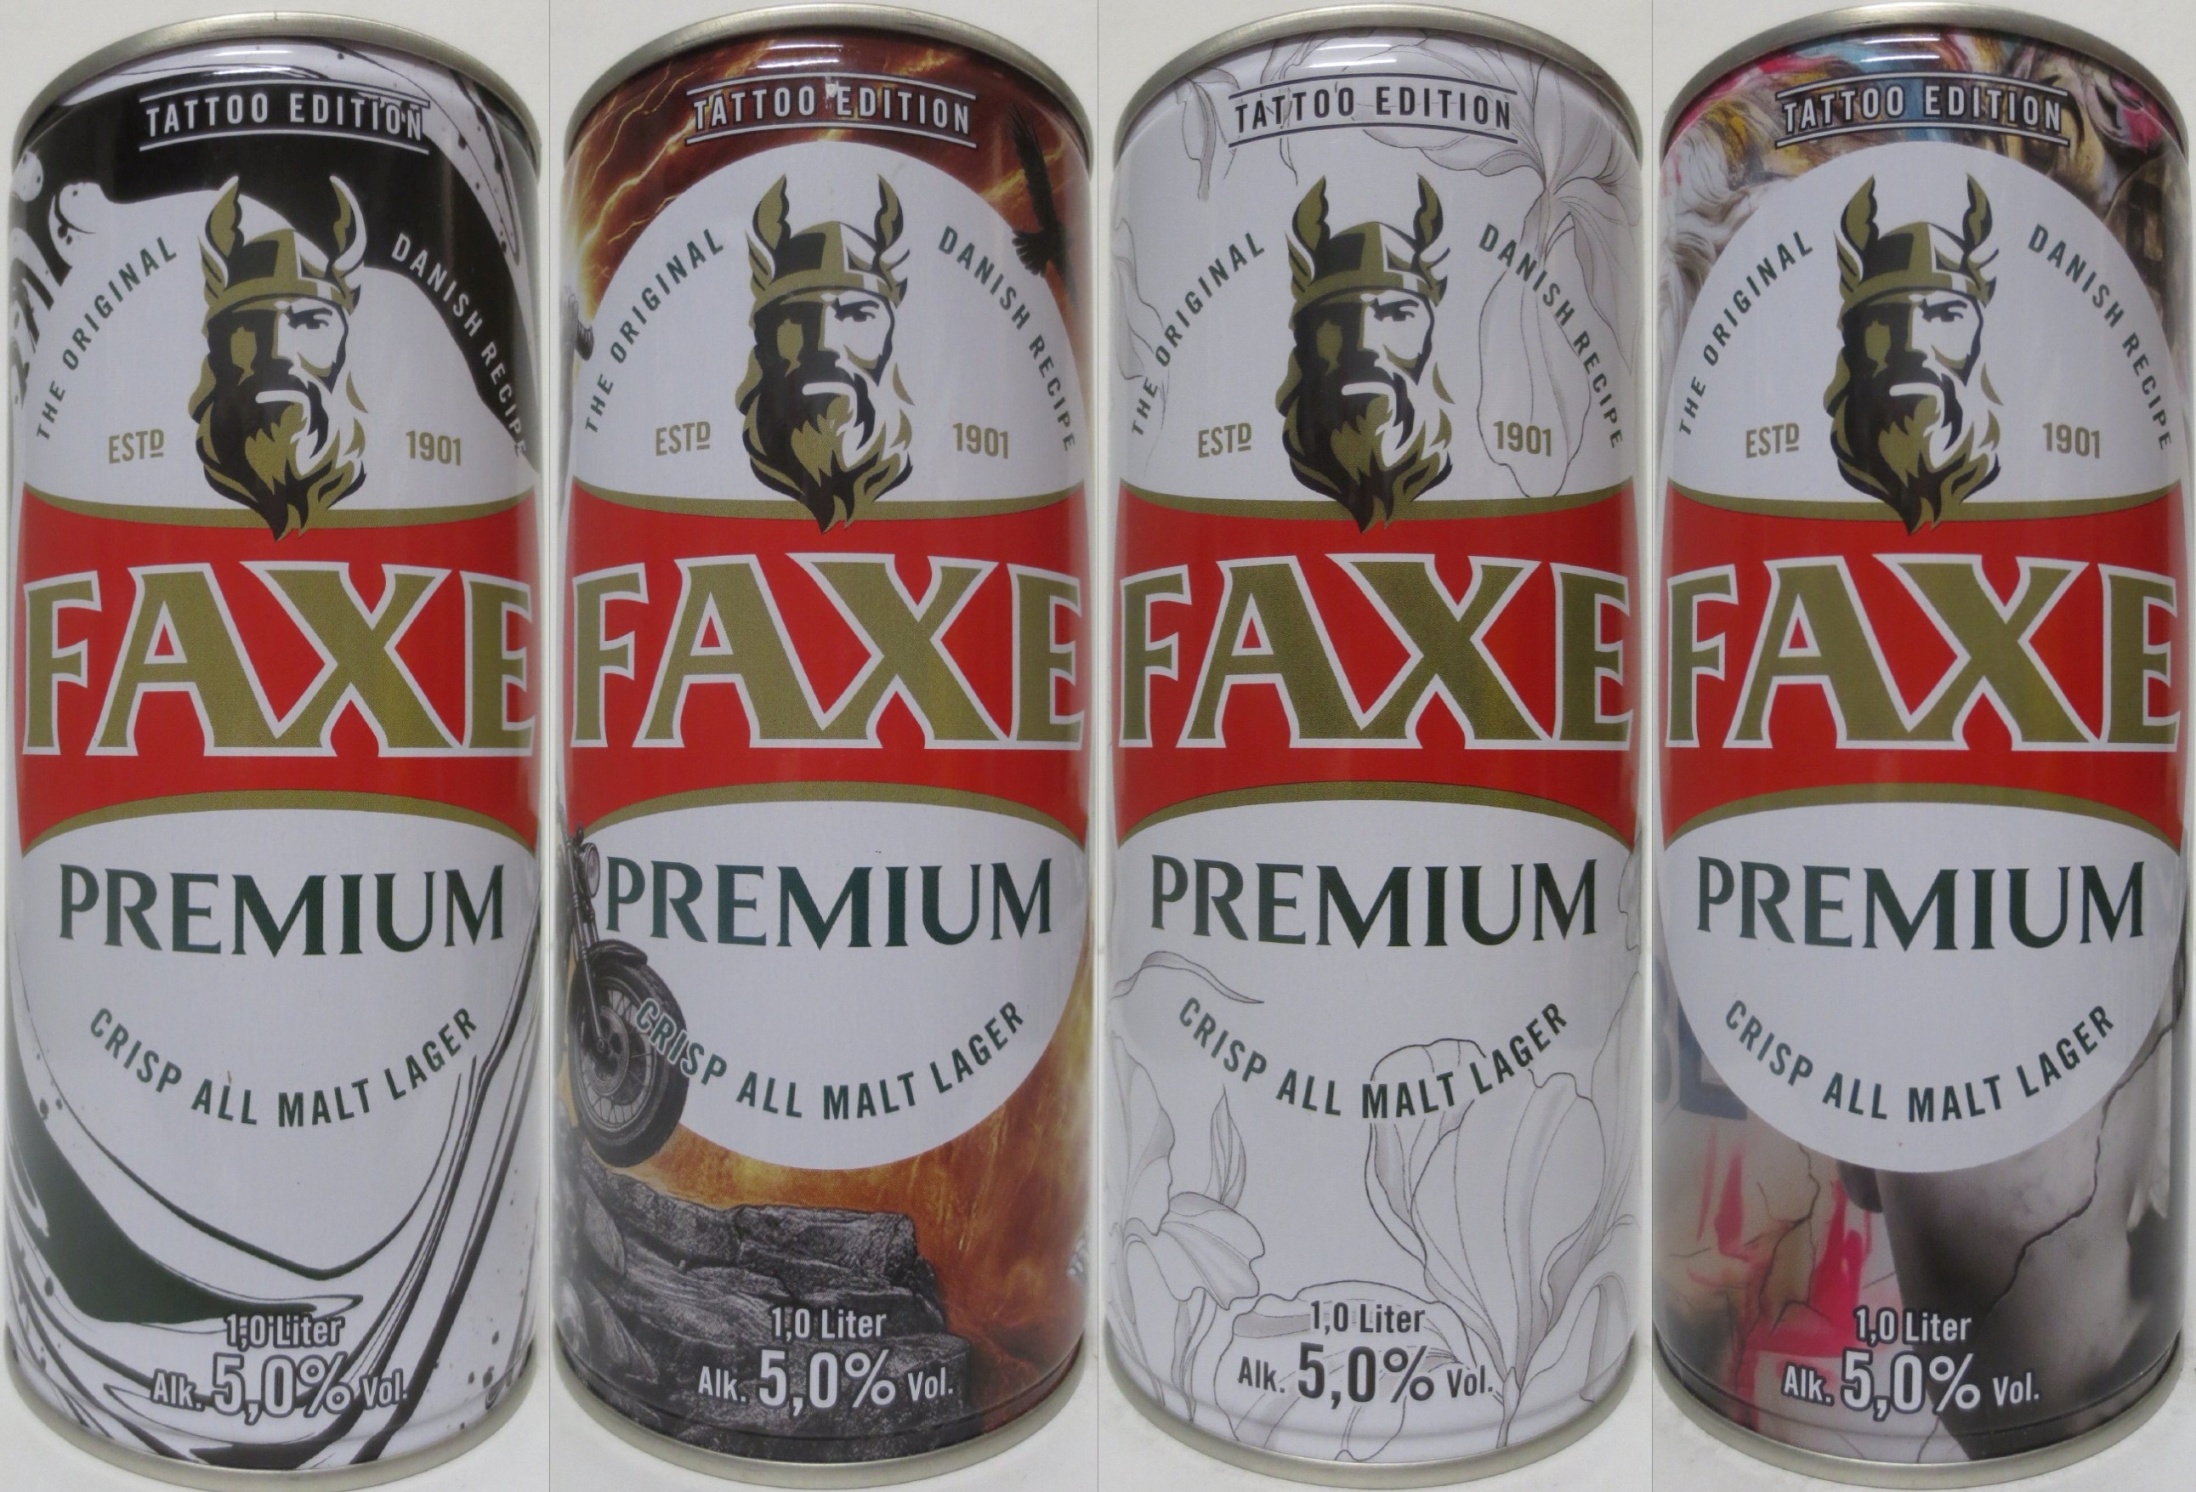 TATTOO EDITION
THE ORIGINAL DANISH RECIPE
ESTD 1901
FAXE
PREMIUM
CRISP ALL MALT LAGER
1,0 Liter
Alk. 5,0% Vol.
TATTOO EDITION
THE ORIGINAL DANISH RECIPE
ESTD 1901
FAXE
PREMIUM
CRISP ALL MALT LAGER
1,0 Liter
Alk. 5,0% Vol.
TATTOO EDITION
THE ORIGINAL DANISH RECIPE
ESTD 1901
FAXE
PREMIUM
CRISP ALL MALT LAGER
1,0 Liter
Alk. 5,0% Vol.
TATTOO EDITION
THE ORIGINAL DANISH RECIPE
ESTD 1901
FAXE
PREMIUM
CRISP ALL MALT LAGER
1,0 Liter
Alk. 5,0% Vol.